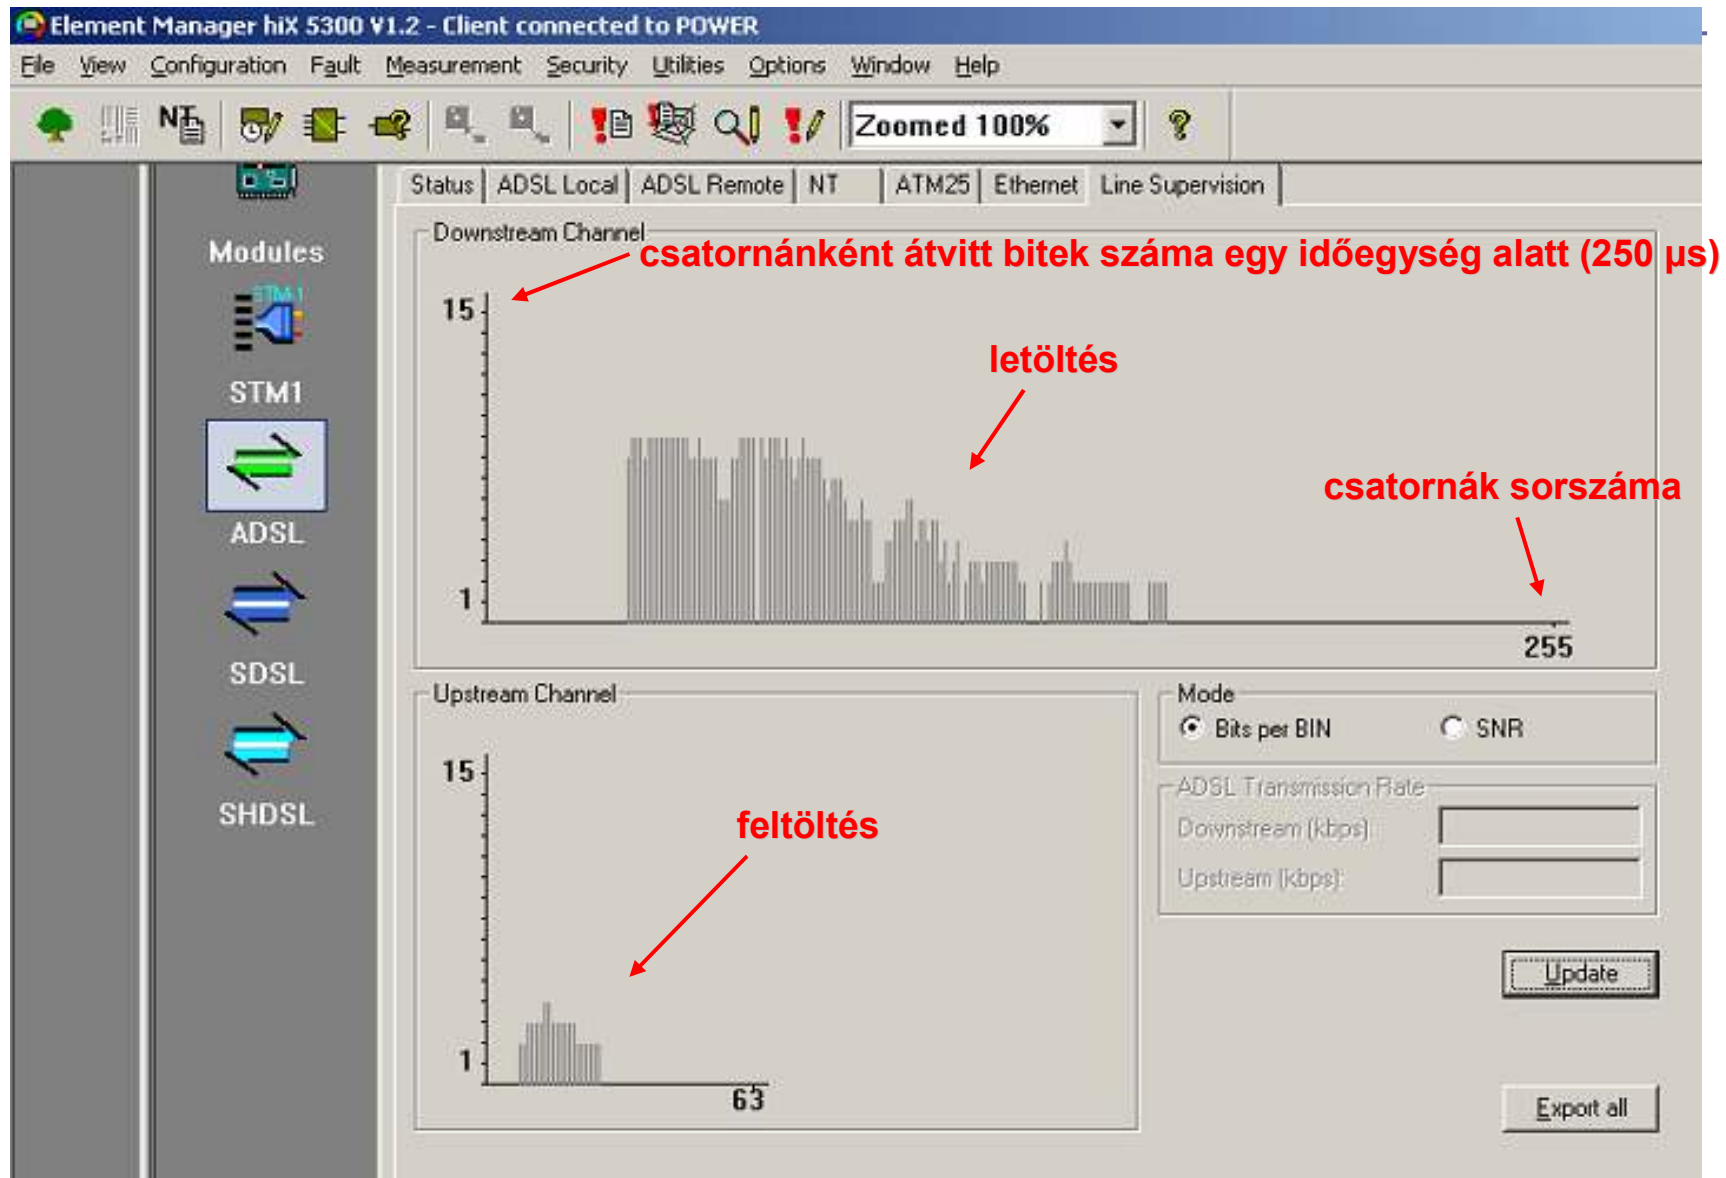 Element Manager hiX 5300 V1.2 - Client connected to POWER
File View Configuration Fault Measurement Security Utilities Options Window Help
NT Zoomed 100% ?
Status ADSL Local ADSL Remote NT ATM25 Ethernet Line Supervision
Modules
STM-1
STM1
ADSL
SDSL
SHDSL
Downstream Channel
csatornánként átvitt bitek száma egy időegység alatt (250 µs)
15
letöltés
csatornák sorszáma
1
255
Upstream Channel
15
feltöltés
1
63
Mode
Bits per BIN SNR
ADSL Transmission Rate
Downstream (kbps)
Upstream (kbps):
Update
Export all